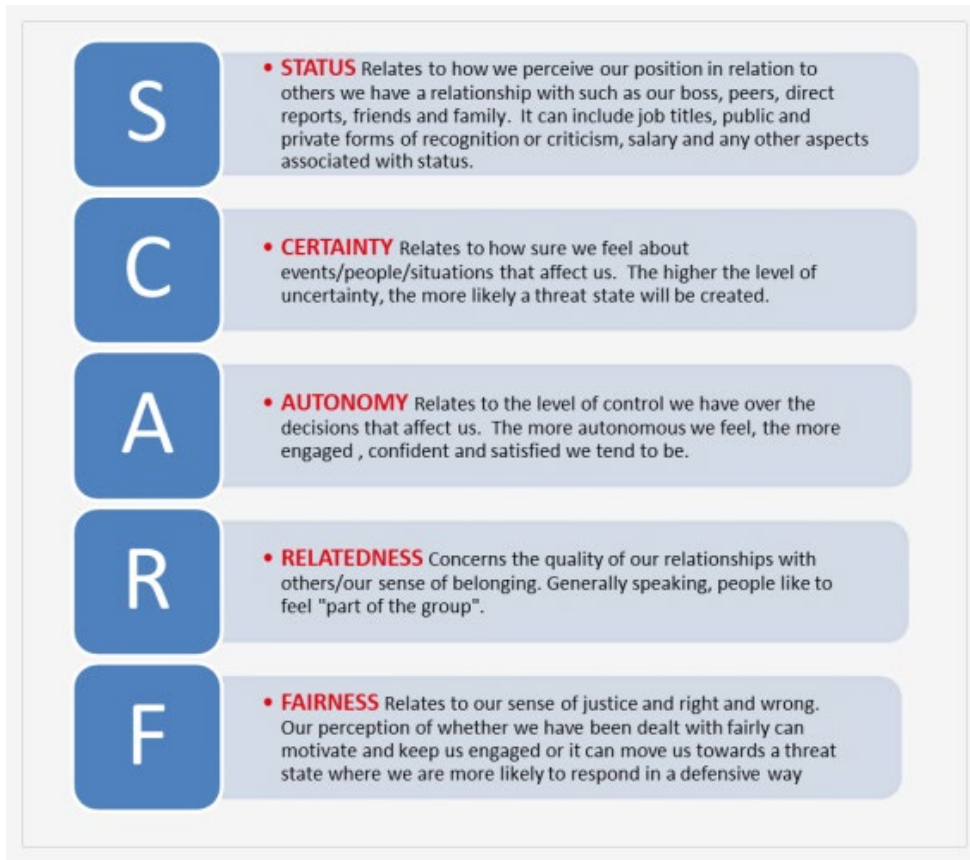 S
• STATUS Relates to how we perceive our position in relation to
others we have a relationship with such as our boss, peers, direct
reports, friends and family.  It can include job titles, public and
private forms of recognition or criticism, salary and any other aspects
associated with status.
C
• CERTAINTY Relates to how sure we feel about
events/people/situations that affect us.  The higher the level of
uncertainty, the more likely a threat state will be created.
A
• AUTONOMY Relates to the level of control we have over the
decisions that affect us.  The more autonomous we feel, the more
engaged , confident and satisfied we tend to be.
R
• RELATEDNESS Concerns the quality of our relationships with
others/our sense of belonging. Generally speaking, people like to
feel "part of the group".
F
• FAIRNESS Relates to our sense of justice and right and wrong.
Our perception of whether we have been dealt with fairly can
motivate and keep us engaged or it can move us towards a threat
state where we are more likely to respond in a defensive way